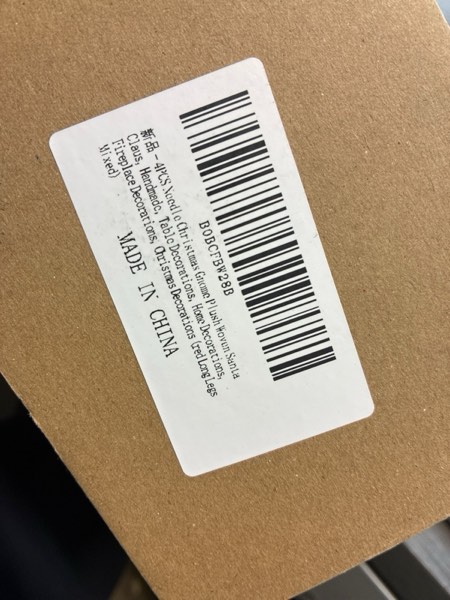 B0BCFBW28B
新品 - 4PCS Noodle Christmas Gnome Plush Woven Santa
Claus, Handmade, Table Decorations, Home Decorations,
Fireplace Decorations, Christmas Decorations (red Long Legs
Mixed)
MADE IN CHINA